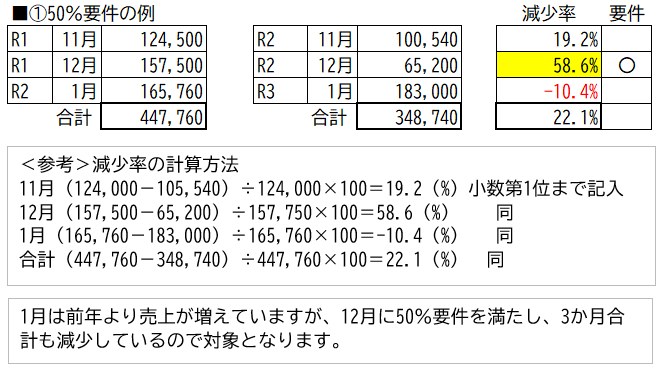 ■①50％要件の例
減少率 要件
R1 11月 124,500 R2 11月 100,540 19.2%
R1 12月 157,500 R2 12月 65,200 58.6% ○
R2 1月 165,760 R3 1月 183,000 -10.4%
合計 447,760 合計 348,740 22.1%
＜参考＞減少率の計算方法
11月（124,000－105,540）÷124,000×100＝19.2（%）小数第1位まで記入
12月（157,500－65,200）÷157,750×100＝58.6（%） 同
1月（165,760－183,000）÷165,760×100＝-10.4（%） 同
合計（447,760－348,740）÷447,760×100＝22.1（%） 同
1月は前年より売上が増えていますが、12月に50％要件を満たし、3か月合
計も減少しているので対象となります。